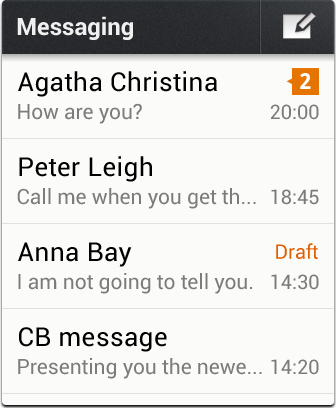 Messaging
Agatha Christina 2
How are you? 20:00
Peter Leigh
Call me when you get th... 18:45
Anna Bay Draft
I am not going to tell you. 14:30
CB message
Presenting you the newe... 14:20